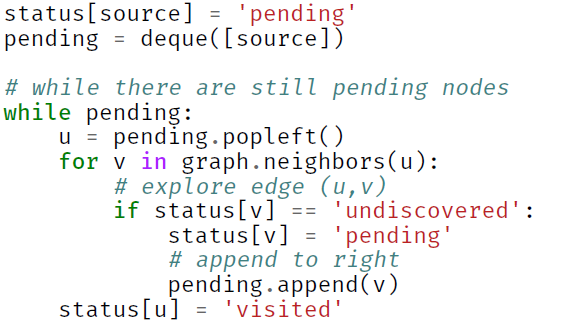 status[source] = 'pending'
pending = deque([source])

# while there are still pending nodes
while pending:
    u = pending.popleft()
    for v in graph.neighbors(u):
        # explore edge (u,v)
        if status[v] == 'undiscovered':
            status[v] = 'pending'
            # append to right
            pending.append(v)
    status[u] = 'visited'